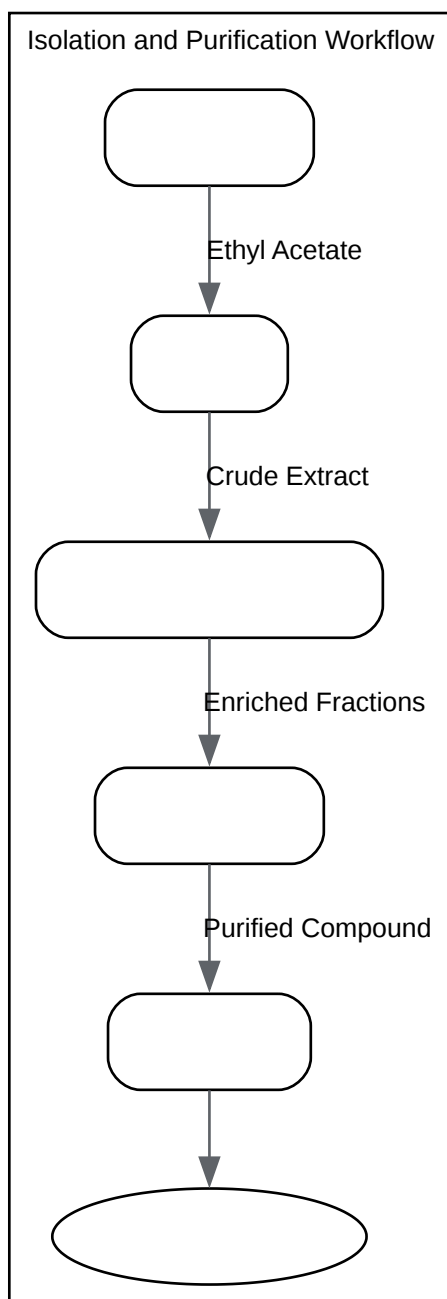 Isolation and Purification Workflow
Ethyl Acetate
Crude Extract
Enriched Fractions
Purified Compound